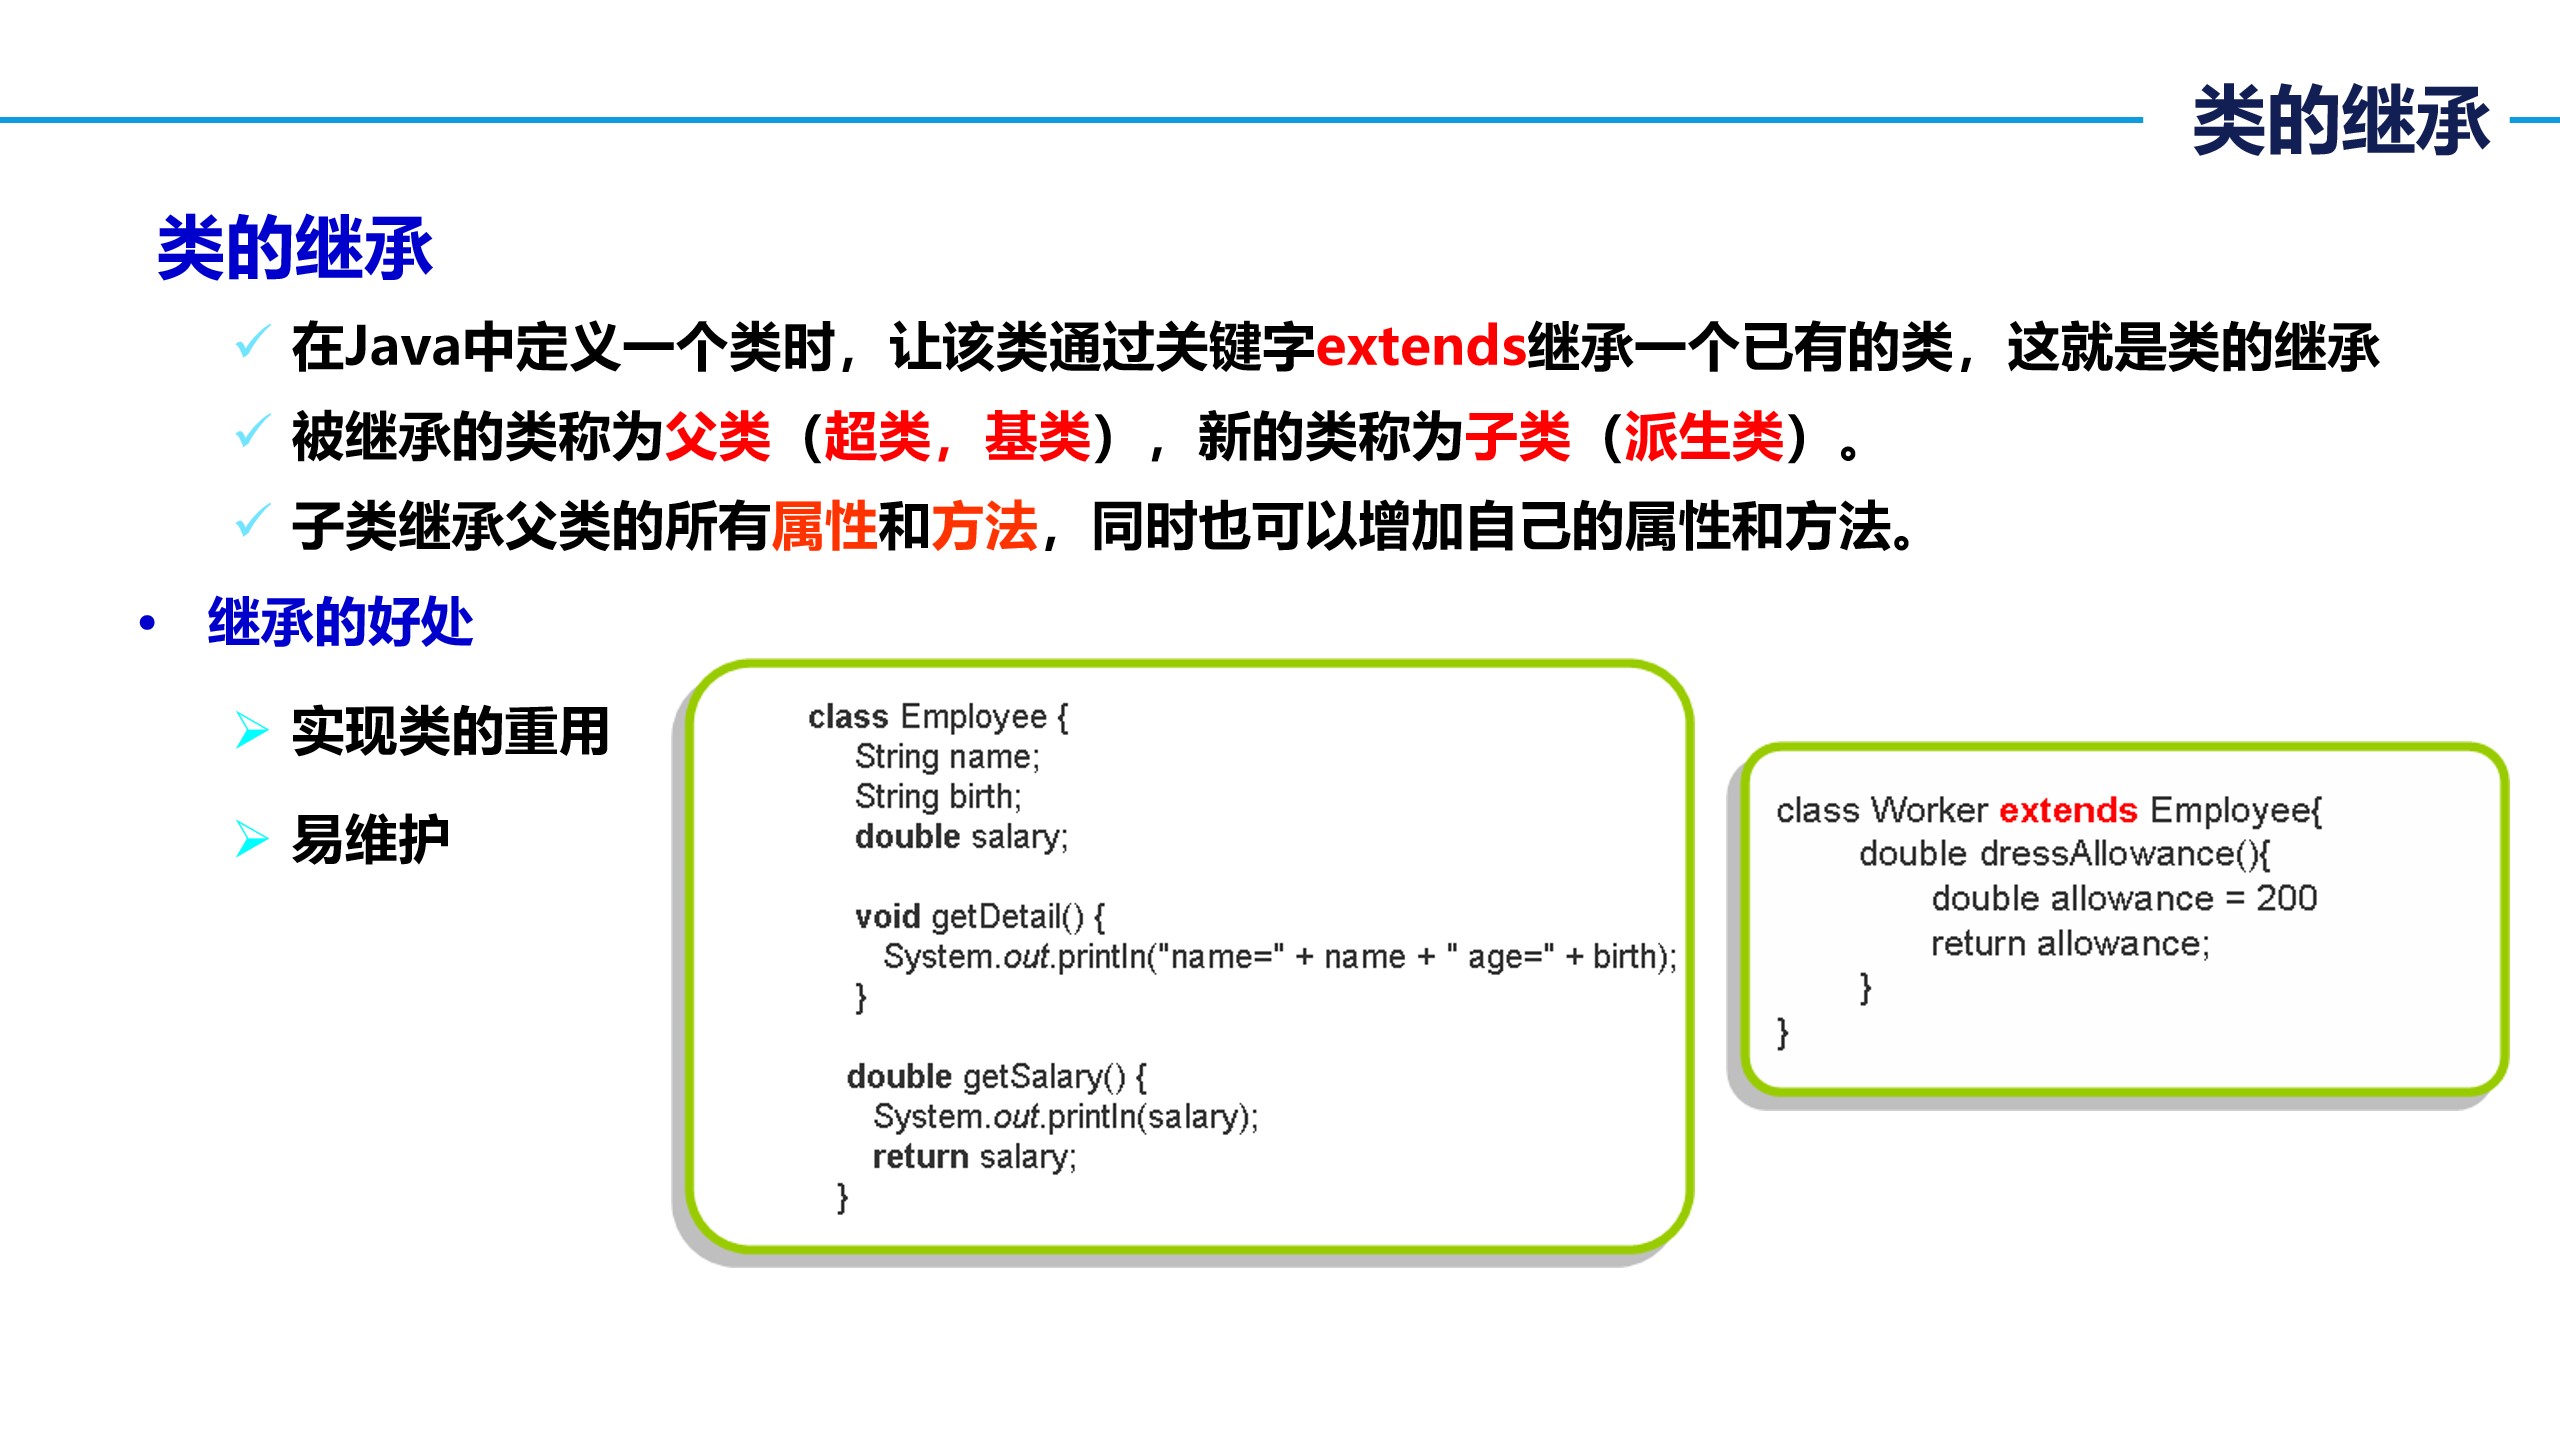 类的继承
类的继承
✓ 在Java中定义一个类时，让该类通过关键字extends继承一个已有的类，这就是类的继承
✓ 被继承的类称为父类（超类，基类），新的类称为子类（派生类）。
✓ 子类继承父类的所有属性和方法，同时也可以增加自己的属性和方法。
• 继承的好处
➢ 实现类的重用
➢ 易维护
class Employee {
String name;
String birth;
double salary;
void getDetail() {
System.out.println("name=" + name + " age=" + birth);
}
double getSalary() {
System.out.println(salary);
return salary;
}
class Worker extends Employee{
double dressAllowance(){
double allowance = 200
return allowance;
}
}